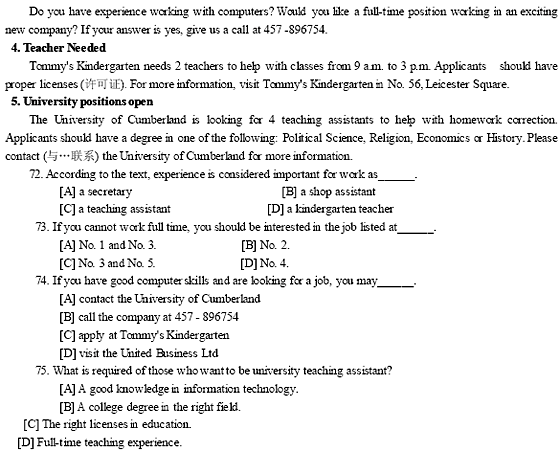 Do you have experience working with computers? Would you like a full-time position working in an exciting
new company? If your answer is yes, give us a call at 457 -896754.
4. Teacher Needed
Tommy's Kindergarten needs 2 teachers to help with classes from 9 a.m. to 3 p.m. Applicants should have
proper licenses (许可证). For more information, visit Tommy's Kindergarten in No. 56, Leicester Square.
5. University positions open
The University of Cumberland is looking for 4 teaching assistants to help with homework correction.
Applicants should have a degree in one of the following: Political Science, Religion, Economics or History. Please
contact (与…联系) the University of Cumberland for more information.
72. According to the text, experience is considered important for work as______.
[A] a secretary [B] a shop assistant
[C] a teaching assistant [D] a kindergarten teacher
73. If you cannot work full time, you should be interested in the job listed at______.
[A] No. 1 and No. 3. [B] No. 2.
[C] No. 3 and No. 5. [D] No. 4.
74. If you have good computer skills and are looking for a job, you may______.
[A] contact the University of Cumberland
[B] call the company at 457 - 896754
[C] apply at Tommy's Kindergarten
[D] visit the United Business Ltd
75. What is required of those who want to be university teaching assistant?
[A] A good knowledge in information technology.
[B] A college degree in the right field.
[C] The right licenses in education.
[D] Full-time teaching experience.